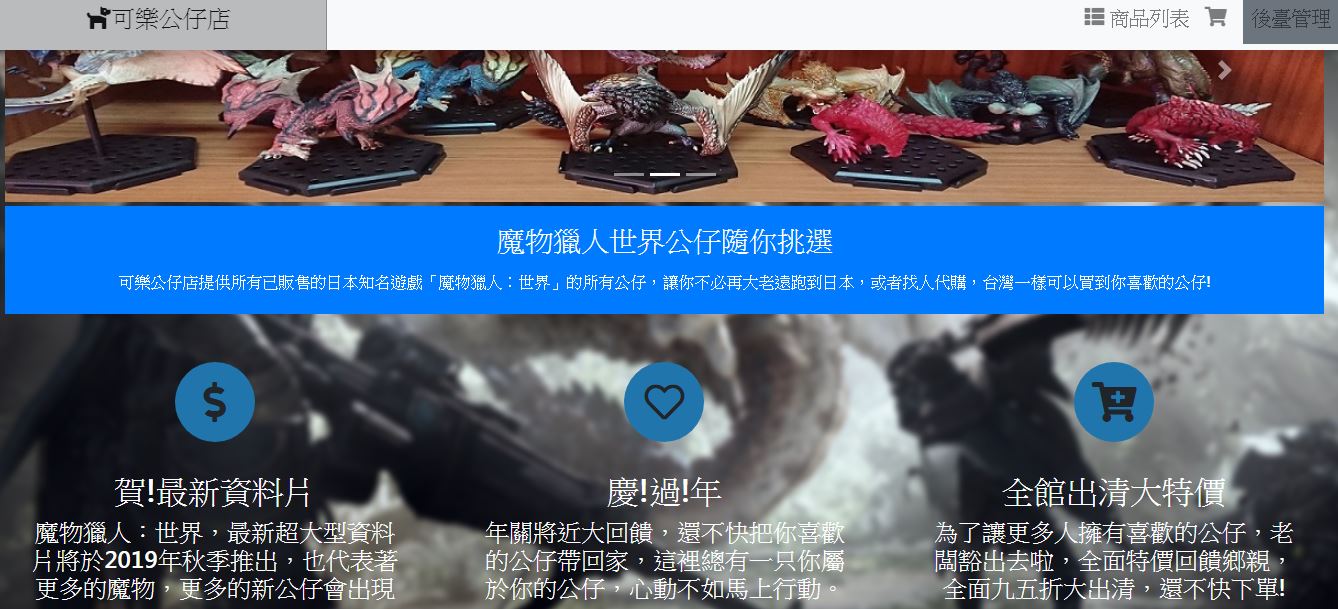 可樂公仔店
商品列表
後臺管理
魔物獵人世界公仔隨你挑選
可樂公仔店提供所有已販售的日本知名遊戲「魔物獵人：世界」的所有公仔，讓你不必再大老遠跑到日本，或者找人代購，台灣一樣可以買到你喜歡的公仔!
賀!最新資料片
魔物獵人：世界，最新超大型資料
片將於2019年秋季推出，也代表著
更多的魔物，更多的新公仔會出現
慶!過!年
年關將近大回饋，還不快把你喜歡
的公仔帶回家，這裡總有一只你屬
於你的公仔，心動不如馬上行動。
全館出清大特價
為了讓更多人擁有喜歡的公仔，老
闆豁出去啦，全面特價回饋鄉親，
全面九五折大出清，還不快下單!